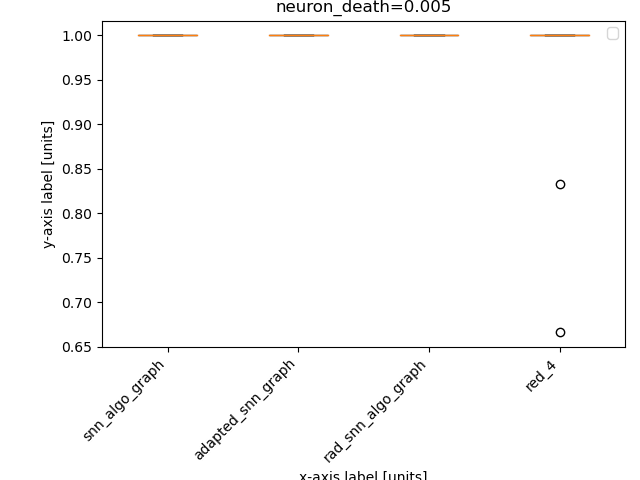 neuron_death=0.005
y-axis label [units]
1.00
0.95
0.90
0.85
0.80
0.75
0.70
0.65
snn_algo_graph
adapted_snn_graph
rad_snn_algo_graph
red_4
x-axis label [units]